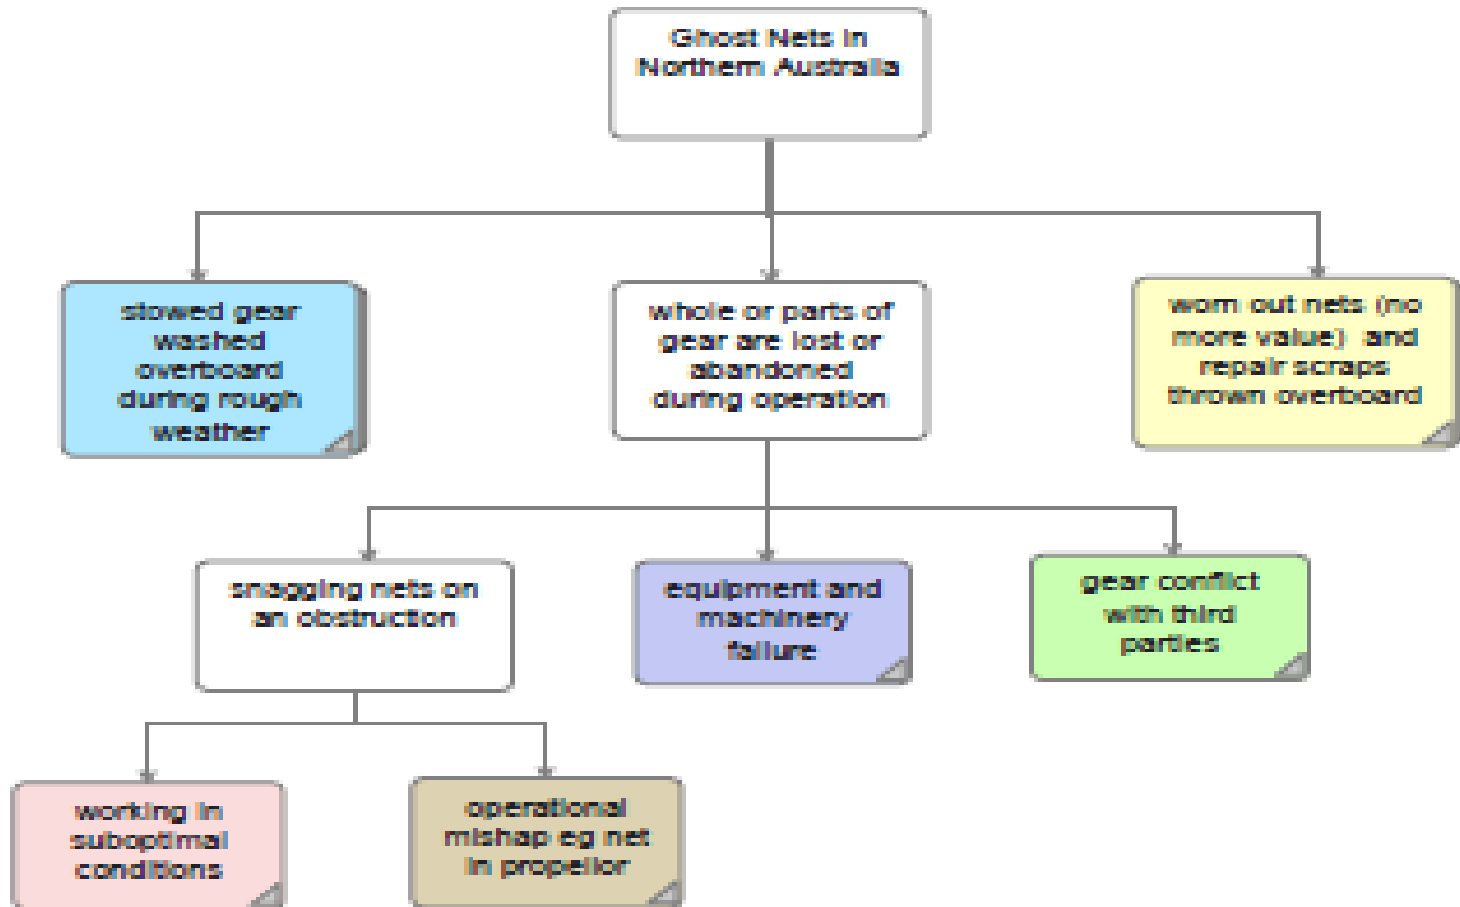 Ghost Nets in
Northern Australia
stowed gear
washed
overboard
during rough
weather
whole or parts of
gear are lost or
abandoned
during operation
worn out nets (no
more value) and
repair scraps
thrown overboard
snagging nets on
an obstruction
equipment and
machinery
failure
gear conflict
with third
parties
working in
suboptimal
conditions
operational
mishap eg net
in propellor